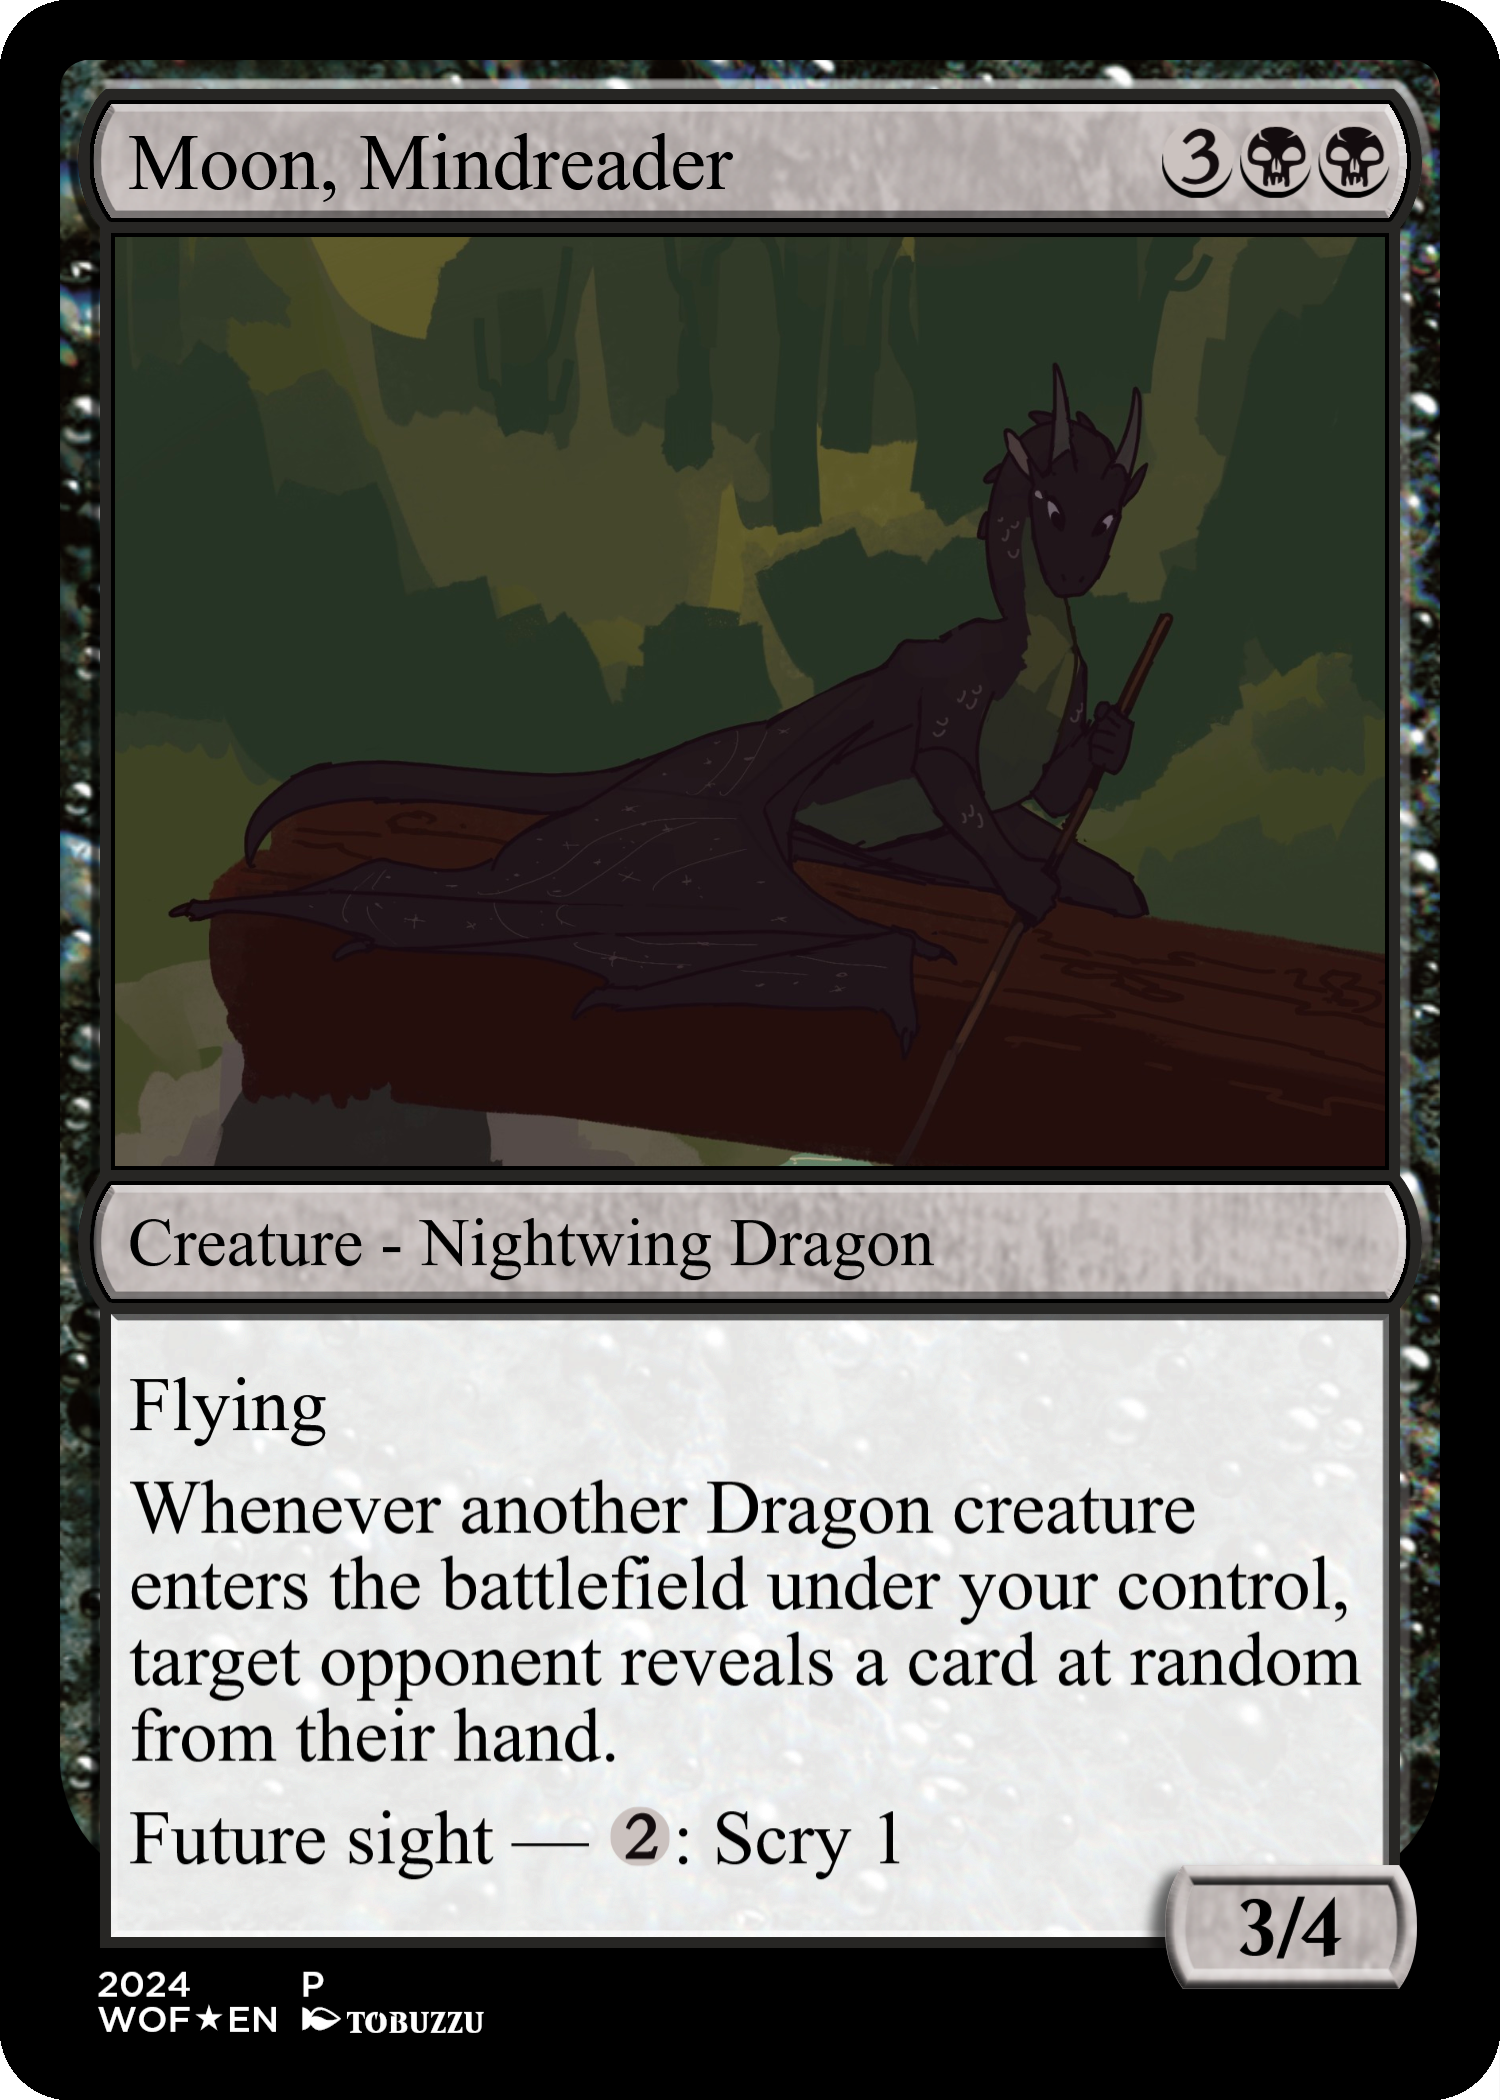 Moon, Mindreader 3
Creature - Nightwing Dragon
Flying
Whenever another Dragon creature
enters the battlefield under your control,
target opponent reveals a card at random
from their hand.
Future sight — 2: Scry 1
3/4
2024 P
WOF★EN TOBUZZU